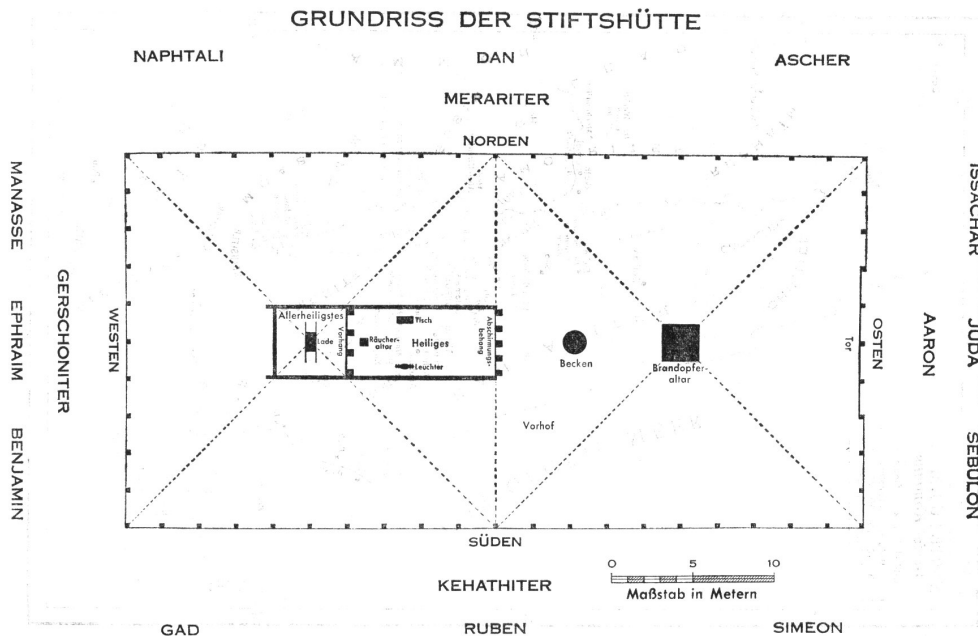 GRUNDRISS DER STIFTSHÜTTE
NAPHTALI
DAN
ASCHER
MERARITER
NORDEN
MANASSE
EPHRAIM
BENJAMIN
GERSCHONITER
WESTEN
Allerheiligstes
Lade
Vorhang
Räucher-
altar
Tisch
Heiliges
Leuchter
Abschirmungs-
behang
Becken
Brandopfer-
altar
Vorhof
Tor
OSTEN
AARON
ISSACHAR
JUDA
SEBULON
SÜDEN
KEHATHITER
0 5 10
Maßstab in Metern
GAD
RUBEN
SIMEON